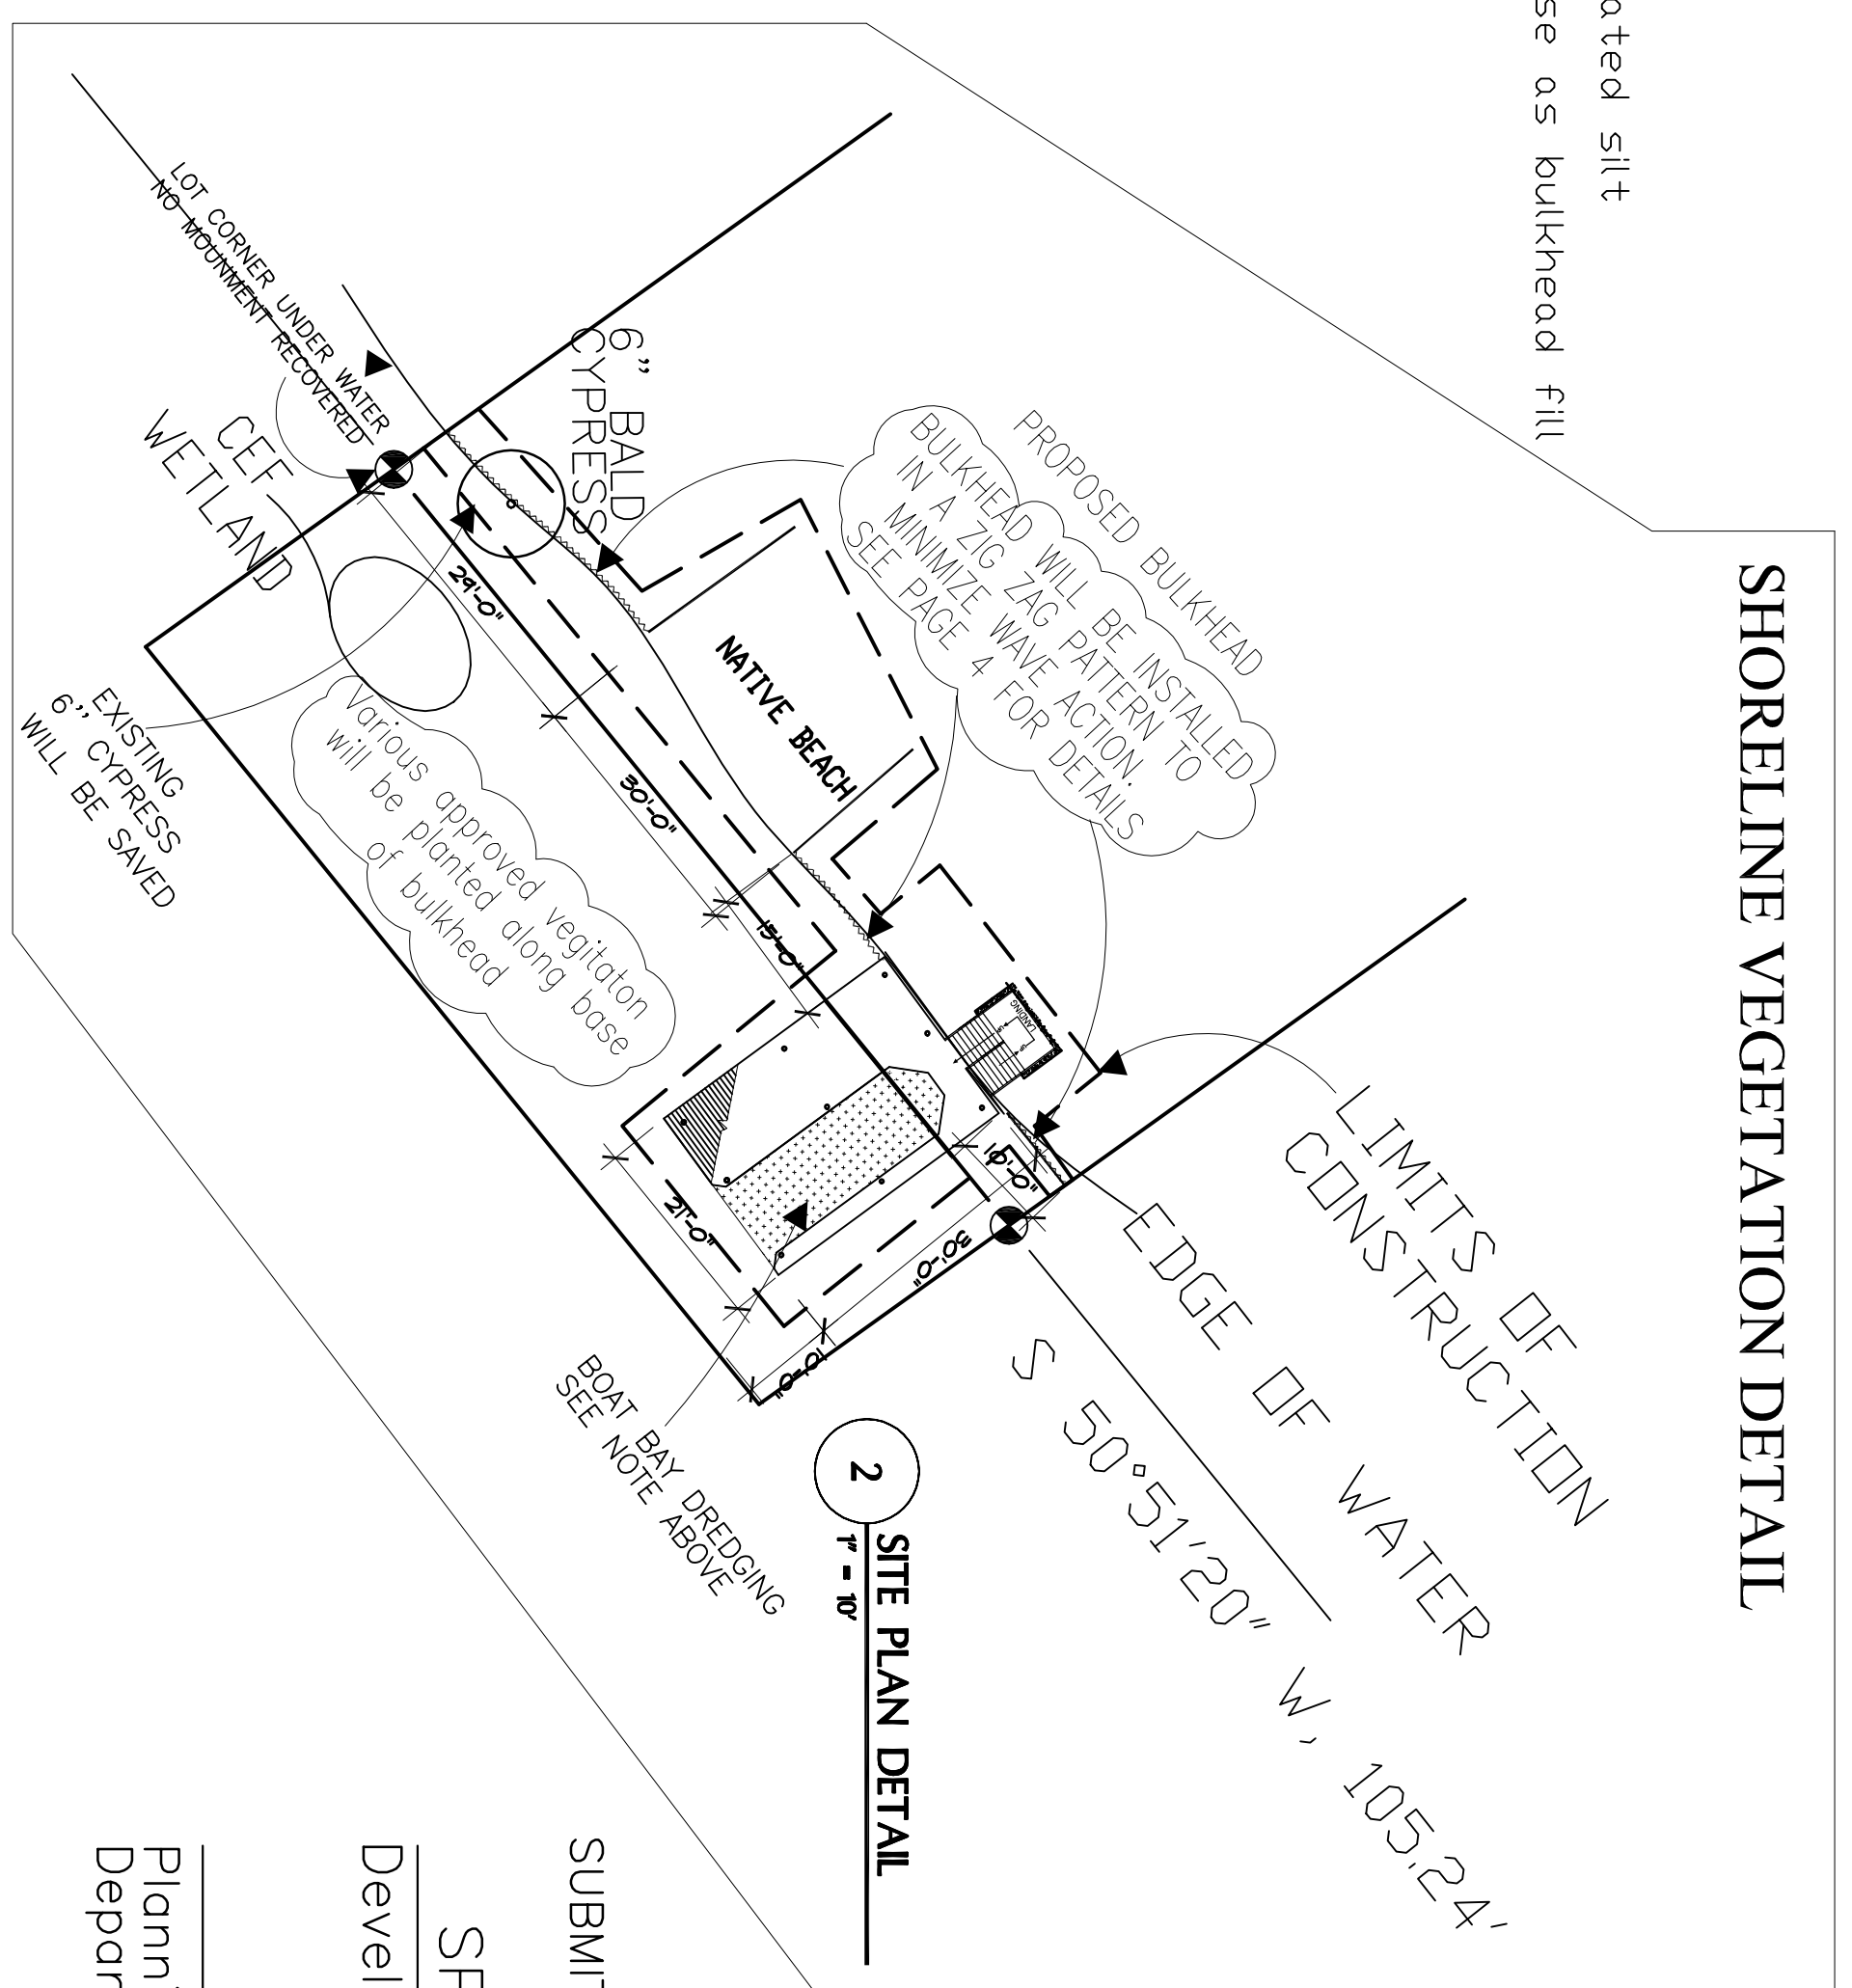 SHORELINE VEGETATION DETAIL
ated silt
se as bulkhead fill
PROPOSED BULKHEAD
BULKHEAD WILL BE INSTALLED
IN A ZIG ZAG PATTERN TO
MINIMIZE WAVE ACTION.
SEE PAGE 4 FOR DETAILS
6" BALD
CYPRESS
LOT CORNER UNDER WATER
NO MOUNMENT RECOVERED
CEF
WETLAND
NATIVE BEACH
29'-0"
30'-0"
15'-0"
LANDING
UP
UP
10'-0"
30'-0"
21'-0"
10'-0"
Various approved vegitaton
will be planted along base
of bulkhead
EXISTING
6" CYPRESS
WILL BE SAVED
LIMITS OF
CONSTRUCTION
EDGE OF WATER
S 50°51'20" W, 105.24'
BOAT BAY DREDGING
SEE NOTE ABOVE
2
SITE PLAN DETAIL
1" = 10'
SUBMIT
SF
Devel
Plann
Depar